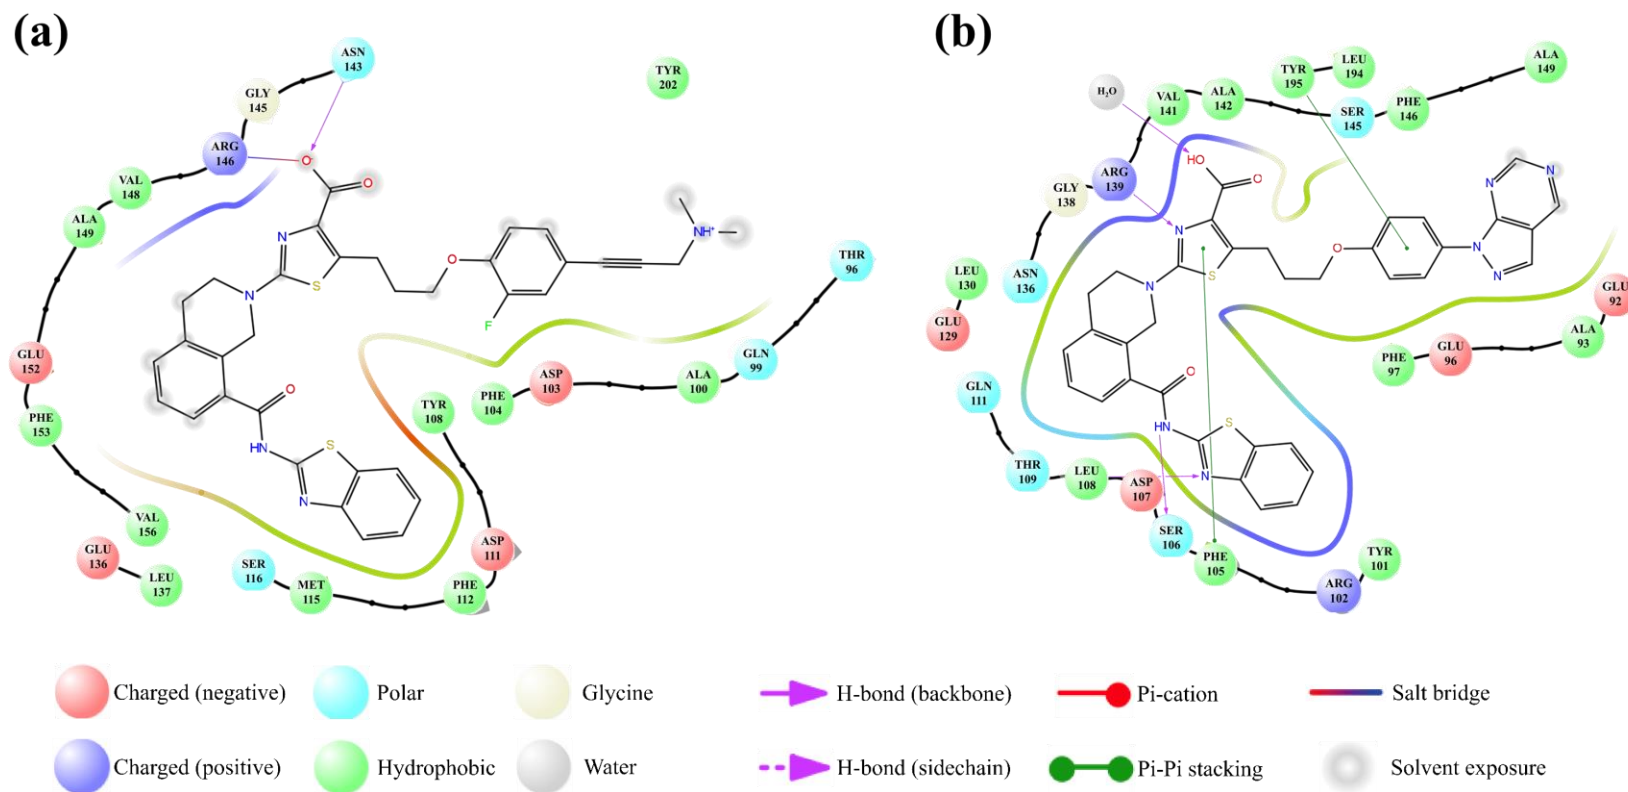 (a)
ASN
143
TYR
202
GLY
145
ARG
146
O-
O
VAL
148
ALA
149
N
S
N
O
F
NH+
THR
96
GLU
152
O
HN
S
N
PHE
153
TYR
108
PHE
104
ASP
103
ALA
100
GLN
99
VAL
156
GLU
136
LEU
137
SER
116
MET
115
PHE
112
ASP
111
(b)
H2O
VAL
141
ALA
142
TYR
195
LEU
194
SER
145
PHE
146
ALA
149
ARG
139
GLY
138
HO
O
N
S
N
O
N
N
N
N
N
LEU
130
ASN
136
GLU
129
GLU
92
ALA
93
GLU
96
PHE
97
GLN
111
O
HN
S
N
THR
109
LEU
108
ASP
107
SER
106
PHE
105
ARG
102
TYR
101
Charged (negative)
Polar
Glycine
H-bond (backbone)
Pi-cation
Salt bridge
Charged (positive)
Hydrophobic
Water
H-bond (sidechain)
Pi-Pi stacking
Solvent exposure